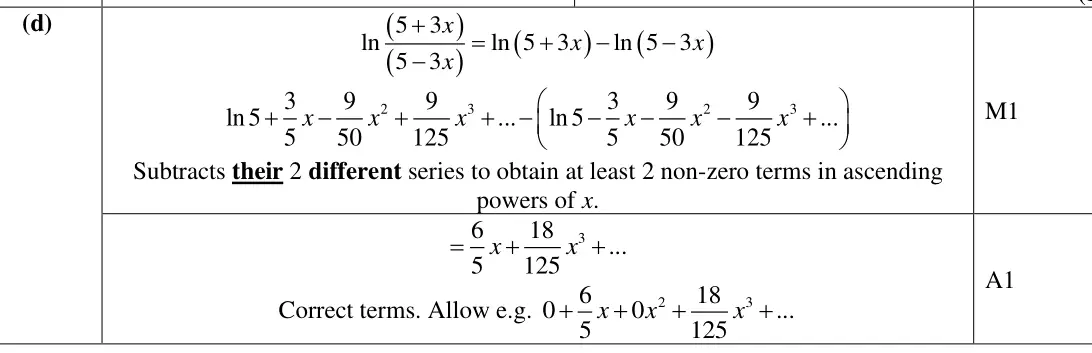 (d)
ln (5+3x)/(5−3x) = ln(5+3x) − ln(5−3x)
ln 5 + 3/5 x − 9/50 x² + 9/125 x³ + ... − (ln 5 − 3/5 x − 9/50 x² − 9/125 x³ + ...)
M1
Subtracts their 2 different series to obtain at least 2 non-zero terms in ascending
powers of x.
= 6/5 x + 18/125 x³ + ...
A1
Correct terms. Allow e.g. 0 + 6/5 x + 0x² + 18/125 x³ + ...